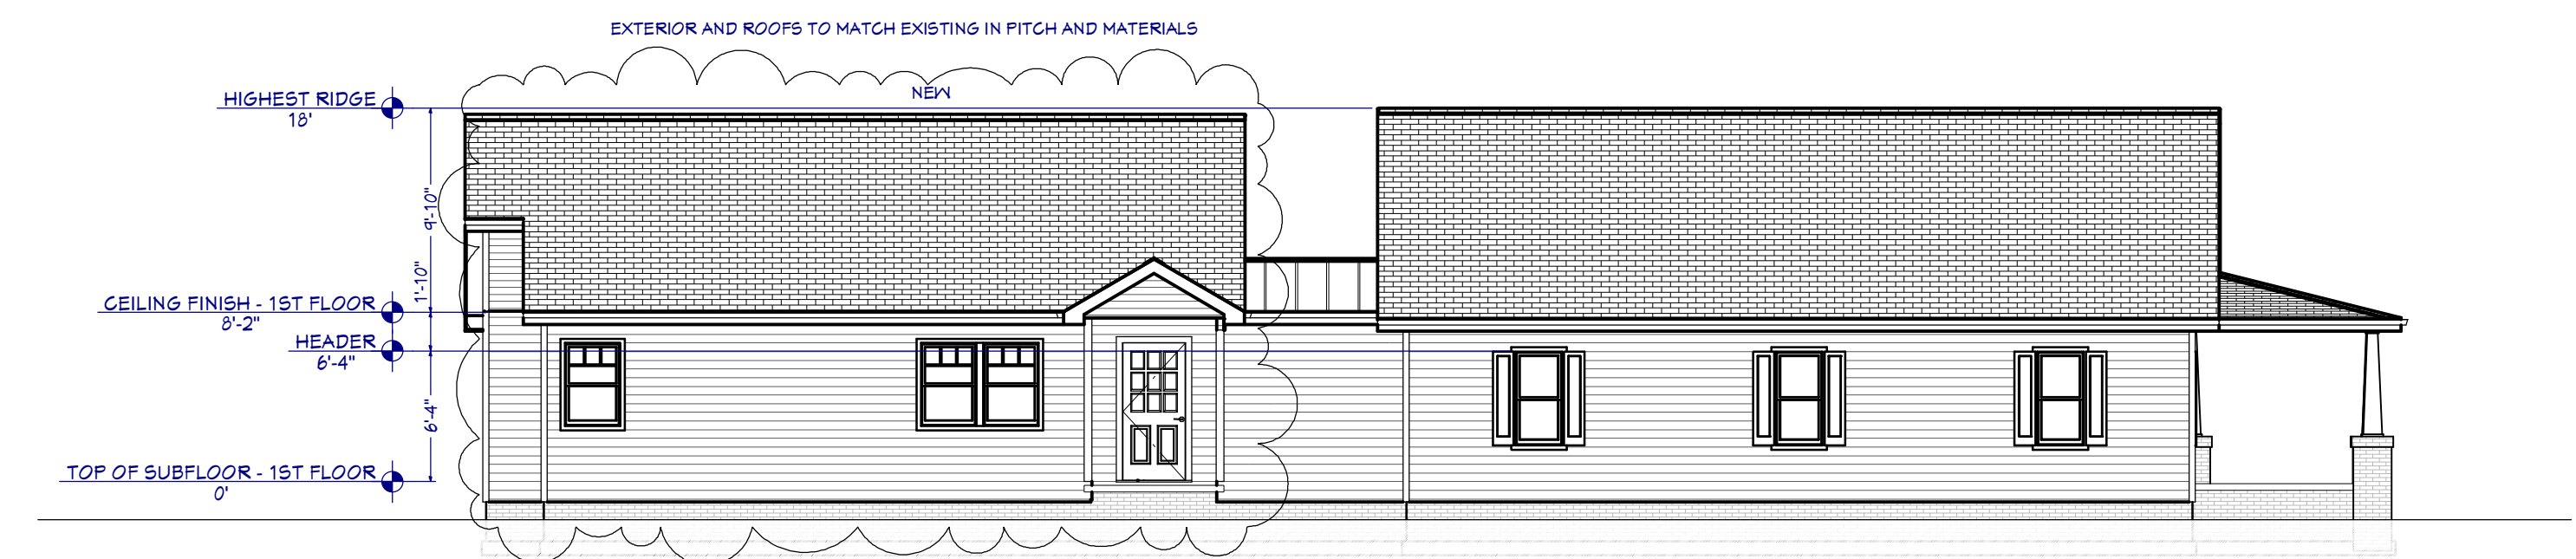 EXTERIOR AND ROOFS TO MATCH EXISTING IN PITCH AND MATERIALS
NEW
HIGHEST RIDGE
18'
9'-10"
1'-10"
CEILING FINISH - 1ST FLOOR
8'-2"
HEADER
6'-4"
6'-4"
TOP OF SUBFLOOR - 1ST FLOOR
0'